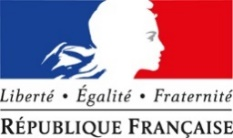 Liberté • Égalité • Fraternité
RÉPUBLIQUE FRANÇAISE